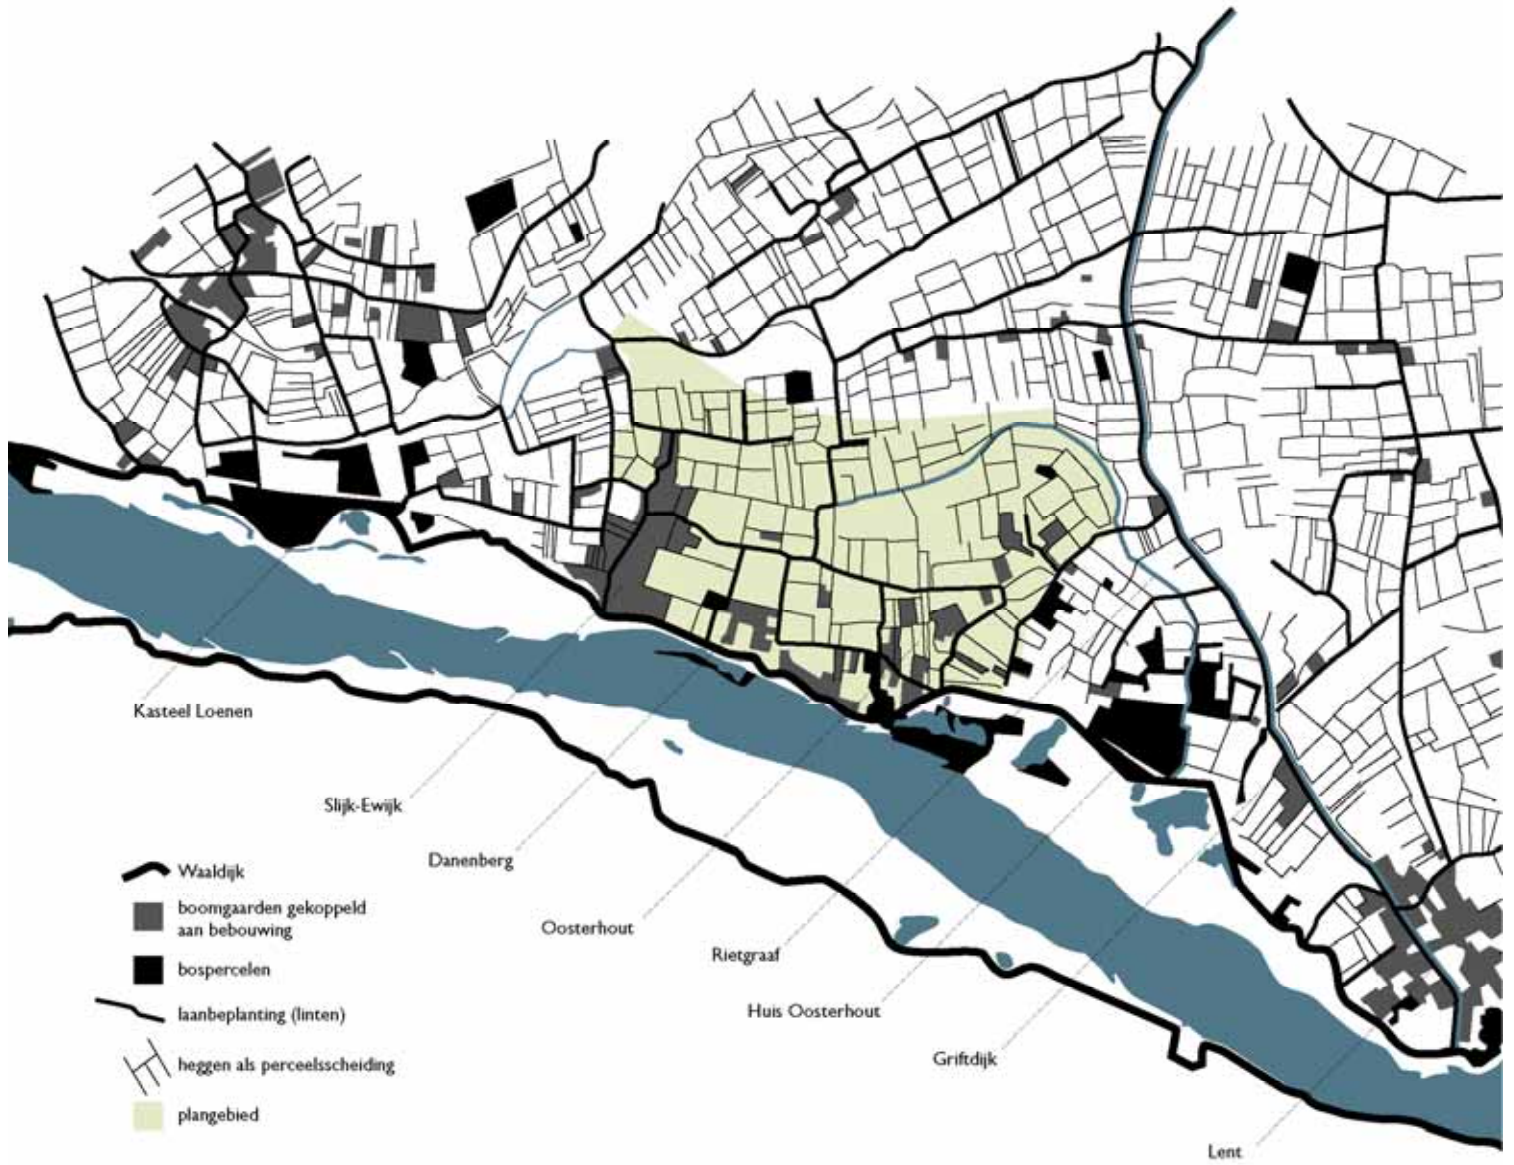 Kasteel Loenen
Slijk-Ewijk
Danenberg
Oosterhout
Rietgraaf
Huis Oosterhout
Griftdijk
Lent
Waaldijk
boomgaarden gekoppeld
aan bebouwing
bospercelen
laanbeplanting (linten)
heggen als perceelsscheiding
plangebied